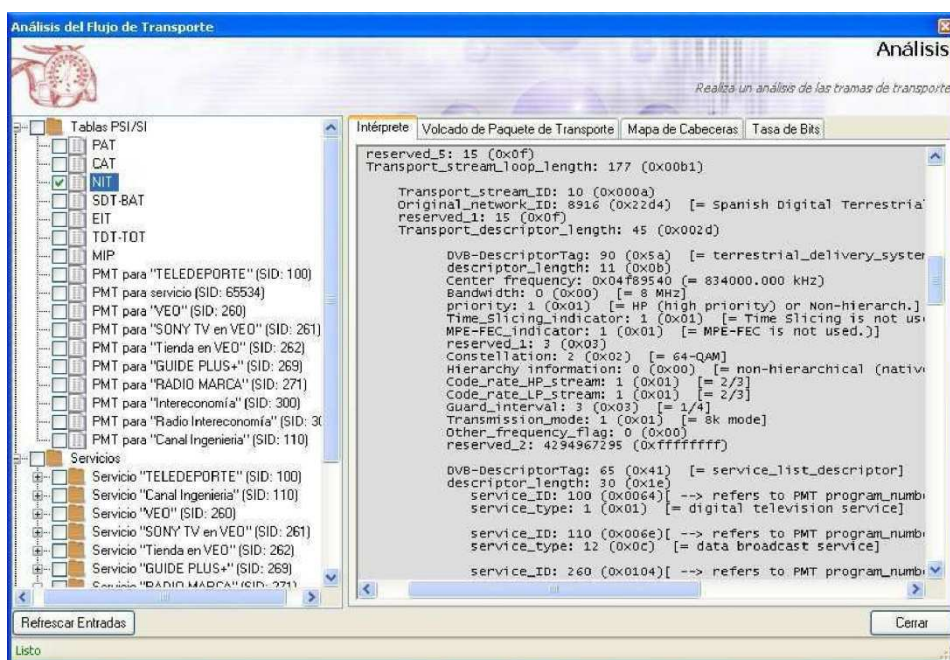 Análisis del Flujo de Transporte
Análisis
Realiza un análisis de las tramas de transporte
Tablas PSI/SI
PAT
CAT
NIT
SDT-BAT
EIT
TDT-TOT
MIP
PMT para "TELEDEPORTE" (SID: 100)
PMT para servicio (SID: 65534)
PMT para "VEO" (SID: 260)
PMT para "SONY TV en VEO" (SID: 261)
PMT para "Tienda en VEO" (SID: 262)
PMT para "GUIDE PLUS+" (SID: 269)
PMT para "RADIO MARCA" (SID: 271)
PMT para "Intereconomía" (SID: 300)
PMT para "Radio Intereconomía" (SID: 30
PMT para "Canal Ingenieria" (SID: 110)
Servicios
Servicio "TELEDEPORTE" (SID: 100)
Servicio "Canal Ingenieria" (SID: 110)
Servicio "VEO" (SID: 260)
Servicio "SONY TV en VEO" (SID: 261)
Servicio "Tienda en VEO" (SID: 262)
Servicio "GUIDE PLUS+" (SID: 269)
Servicio "RADIO MARCA" (SID: 271)
Intérprete Volcado de Paquete de Transporte Mapa de Cabeceras Tasa de Bits
reserved_5: 15 (0x0f)
Transport_stream_loop_length: 177 (0x00b1)
Transport_stream_ID: 10 (0x000a)
Original_network_ID: 8916 (0x22d4) [= Spanish Digital Terrestrial
reserved_1: 15 (0x0f)
Transport_descriptor_length: 45 (0x002d)
DVB-DescriptorTag: 90 (0x5a) [= terrestrial_delivery_system
descriptor_length: 11 (0x0b)
Center frequency: 0x04f89540 (= 834000.000 kHz)
Bandwidth: 0 (0x00) [= 8 MHz]
priority: 1 (0x01) [= HP (high priority) or Non-hierarch.]
Time_Slicing_indicator: 1 (0x01) [= Time Slicing is not us
MPE-FEC_indicator: 1 (0x01) [= MPE-FEC is not used.)]
reserved_1: 3 (0x03)
Constellation: 2 (0x02) [= 64-QAM]
Hierarchy information: 0 (0x00) [= non-hierarchical (nativ
Code_rate_HP_stream: 1 (0x01) [= 2/3]
Code_rate_LP_stream: 1 (0x01) [= 2/3]
Guard_interval: 3 (0x03) [= 1/4]
Transmission_mode: 1 (0x01) [= 8k mode]
Other_frequency_flag: 0 (0x00)
reserved_2: 4294967295 (0xffffffff)
DVB-DescriptorTag: 65 (0x41) [= service_list_descriptor]
descriptor_length: 30 (0x1e)
service_ID: 100 (0x0064)[ --> refers to PMT program_numb
service_type: 1 (0x01) [= digital television service]
service_ID: 110 (0x006e)[ --> refers to PMT program_numb
service_type: 12 (0x0c) [= data broadcast service]
service_ID: 260 (0x0104)[ --> refers to PMT program_numb
Refrescar Entradas
Cerrar
Listo